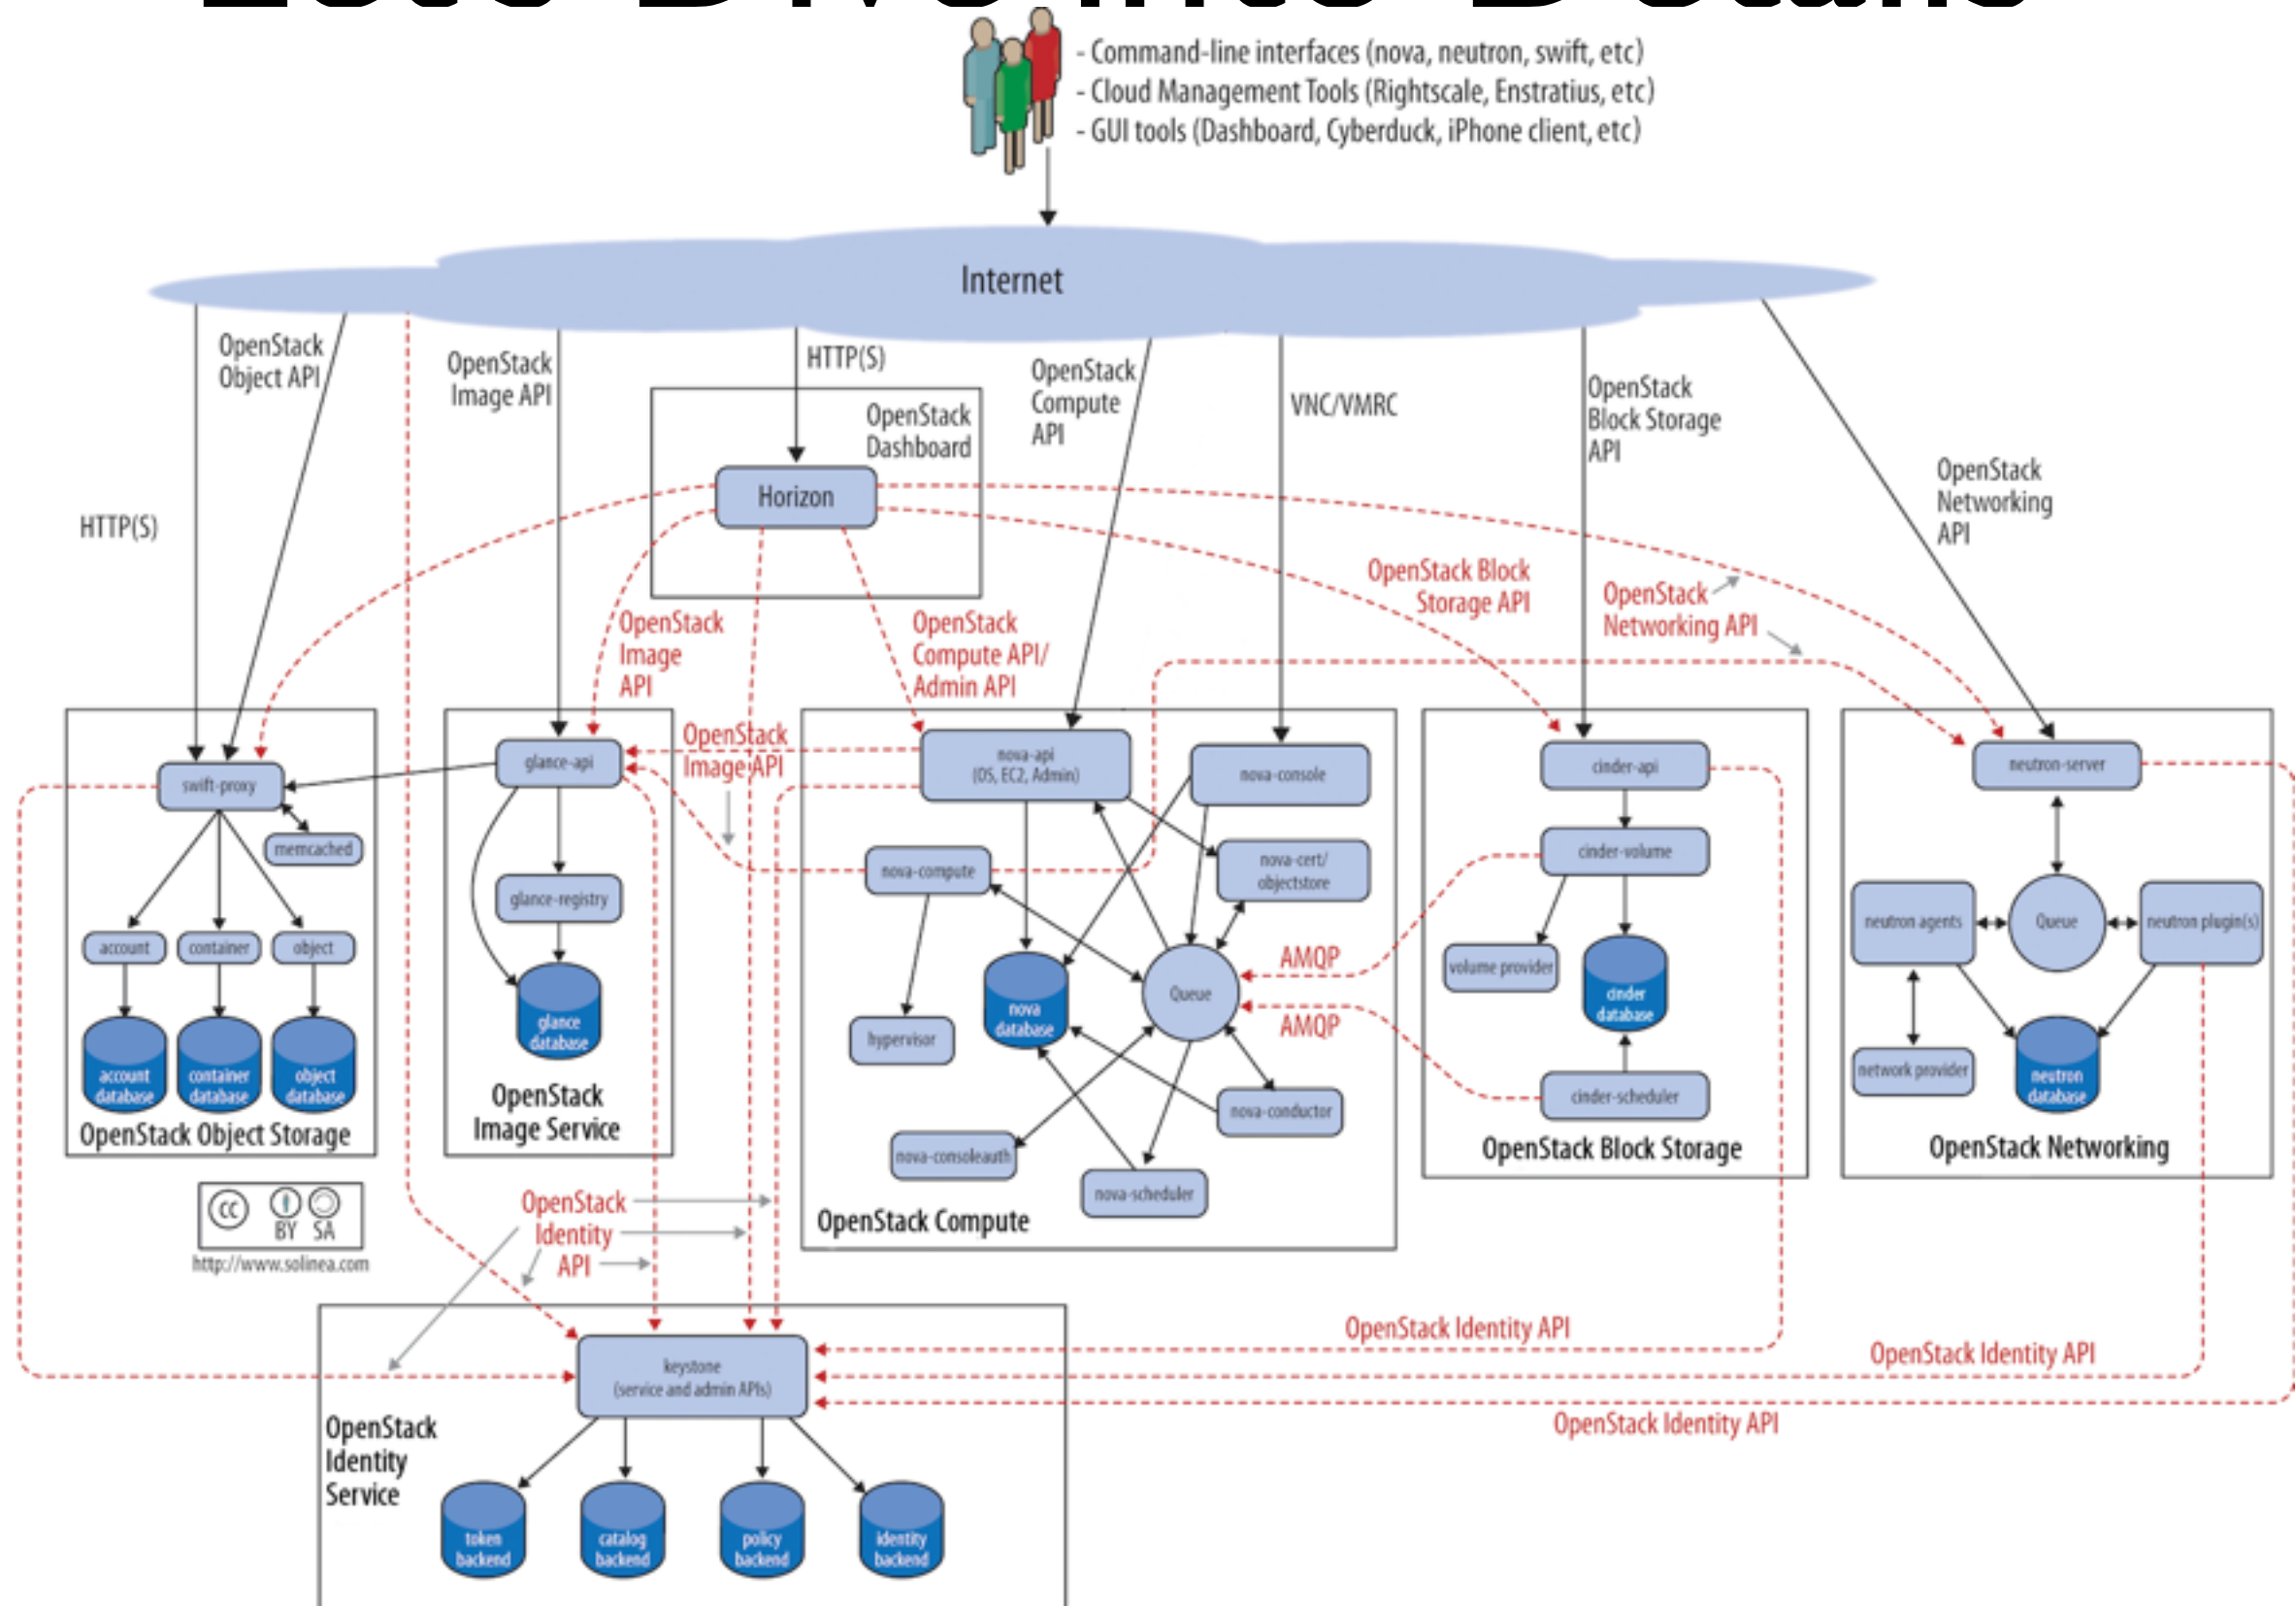 - Command-line interfaces (nova, neutron, swift, etc)
- Cloud Management Tools (Rightscale, Enstratius, etc)
- GUI tools (Dashboard, Cyberduck, iPhone client, etc)
Internet
OpenStack
Object API
OpenStack
Image API
HTTP(S)
OpenStack
Compute
API
VNC/VMRC
OpenStack
Block Storage
API
OpenStack
Networking
API
HTTP(S)
OpenStack
Dashboard
Horizon
OpenStack
Image
API
OpenStack
Compute API/
Admin API
OpenStack Block
Storage API
OpenStack
Networking API
OpenStack
Image API
swift-proxy
memcached
account
container
object
account
database
container
database
object
database
OpenStack Object Storage
glance-api
glance-registry
glance
database
OpenStack
Image Service
nova-api
(OS, EC2, Admin)
nova-console
nova-compute
nova-cert/
objectstore
hypervisor
nova
database
Queue
nova-conductor
nova-consoleauth
nova-scheduler
OpenStack Compute
AMQP
AMQP
cinder-api
cinder-volume
volume provider
cinder
database
cinder-scheduler
OpenStack Block Storage
neutron-server
neutron agents
Queue
neutron plugin(s)
network provider
neutron
database
OpenStack Networking
CC
BY SA
http://www.solinea.com
OpenStack
Identity
API
OpenStack Identity API
OpenStack Identity API
OpenStack Identity API
keystone
(service and admin APIs)
OpenStack
Identity
Service
token
backend
catalog
backend
policy
backend
identity
backend